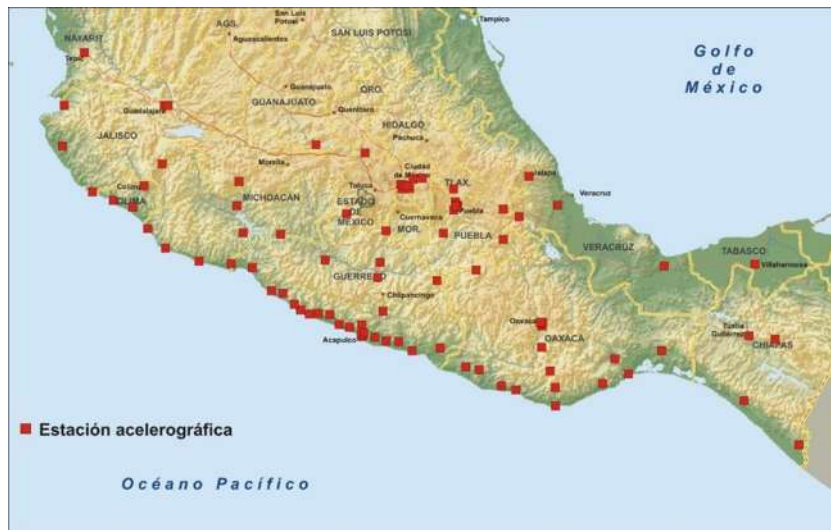 San Luis
Potosí
Tampico
AGS.
SAN LUIS POTOSÍ
Aguascalientes
NAYARIT
Tepic
Golfo
de
México
ORO.
Guanajuato
GUANAJUATO
Querétaro
Guadalajara
HIDALGO
Pachuca
JALISCO
Morelia
Ciudad
de México
TLAX.
Jalapa
Colima
COLIMA
Toluca
MICHOACÁN
ESTADO
DE
MÉXICO
Cuernavaca
MOR.
Puebla
PUEBLA
Veracruz
VERACRUZ
TABASCO
Villahermosa
GUERRERO
Chilpancingo
Acapulco
Oaxaca
OAXACA
Tuxtla
Gutiérrez
CHIAPAS
Estación acelerográfica
Océano Pacífico